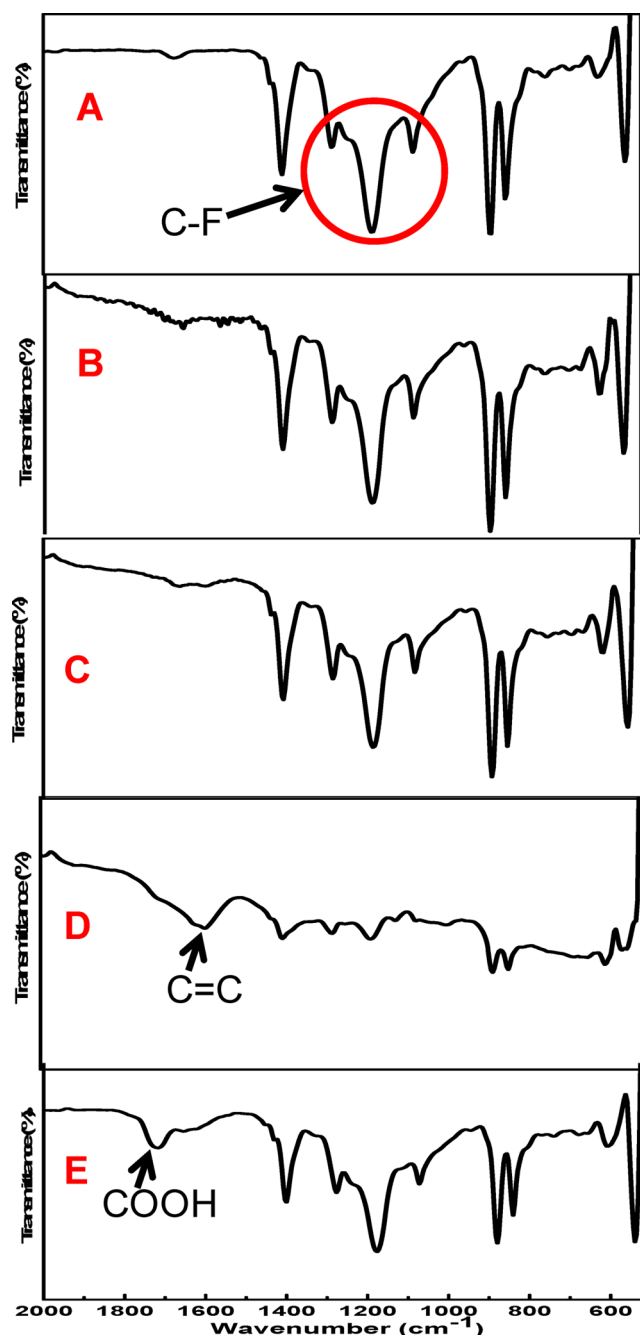 Transmittance (%)
A
C-F
Transmittance (%)
B
Transmittance (%)
C
Transmittance (%)
D
C=C
Transmittance (%)
E
COOH
2000 1800 1600 1400 1200 1000 800 600
Wavenumber (cm⁻¹)